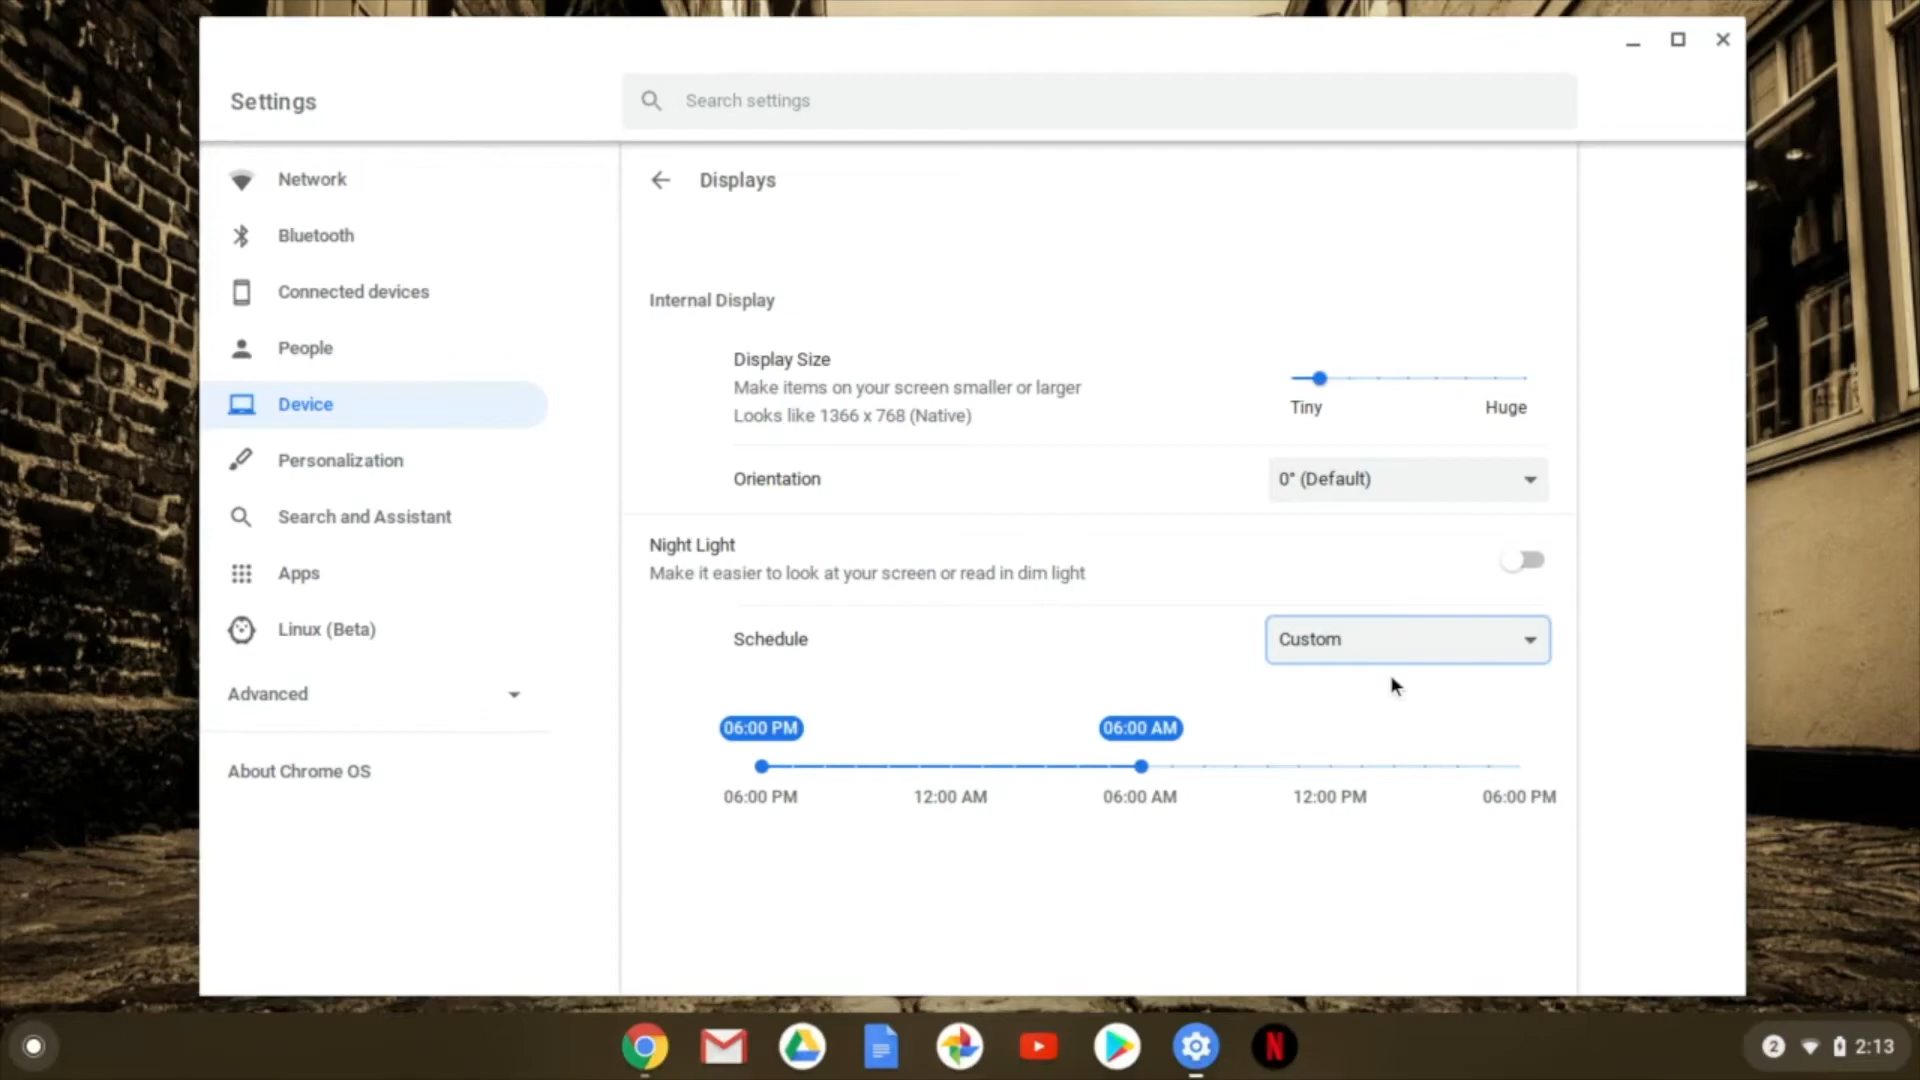 Settings
Search settings
Network
Bluetooth
Connected devices
People
Device
Personalization
Search and Assistant
Apps
Linux (Beta)
Advanced
About Chrome OS
Displays
Internal Display
Display Size
Make items on your screen smaller or larger
Looks like 1366 x 768 (Native)
Tiny
Huge
Orientation
0° (Default)
Night Light
Make it easier to look at your screen or read in dim light
Schedule
Custom
06:00 PM
06:00 AM
06:00 PM
12:00 AM
06:00 AM
12:00 PM
06:00 PM
N
2
2:13